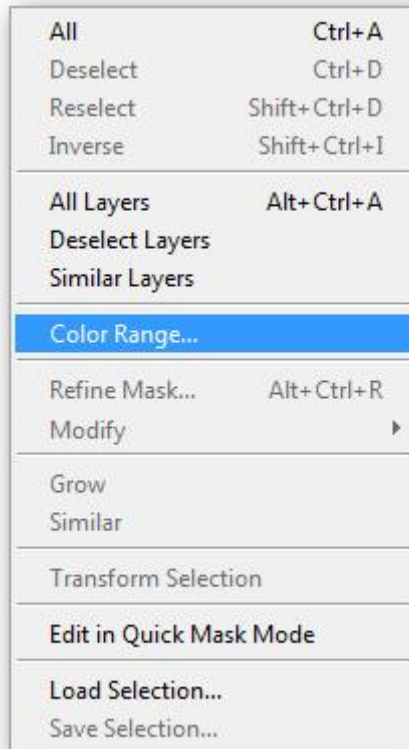 All Ctrl+A
Deselect Ctrl+D
Reselect Shift+Ctrl+D
Inverse Shift+Ctrl+I
All Layers Alt+Ctrl+A
Deselect Layers
Similar Layers
Color Range...
Refine Mask... Alt+Ctrl+R
Modify
Grow
Similar
Transform Selection
Edit in Quick Mask Mode
Load Selection...
Save Selection...